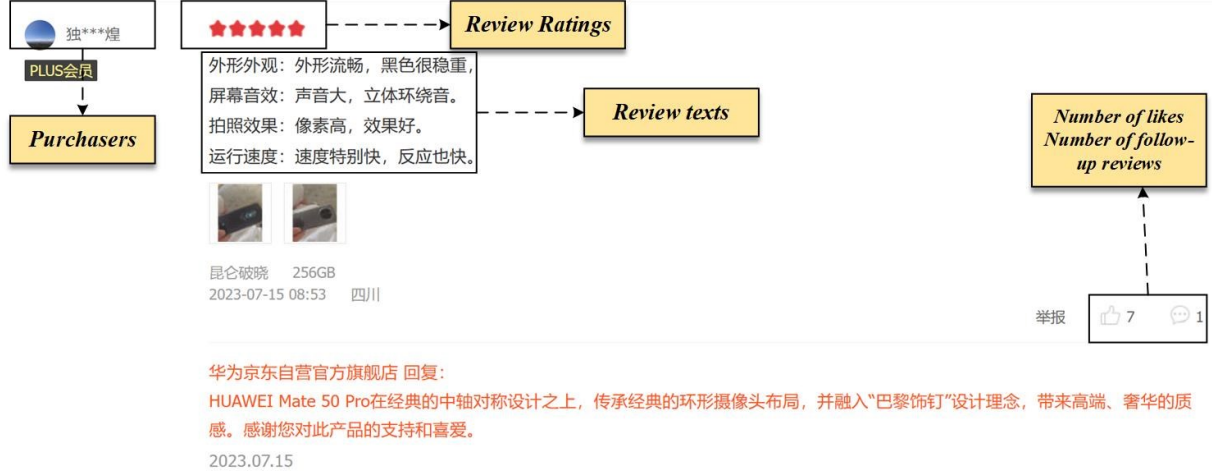 独***煌
PLUS会员
Purchasers
Review Ratings
外形外观：外形流畅，黑色很稳重，
屏幕音效：声音大，立体环绕音。
拍照效果：像素高，效果好。
运行速度：速度特别快，反应也快。
Review texts
Number of likes
Number of follow-
up reviews
昆仑破晓 256GB
2023-07-15 08:53 四川
举报 7 1
华为京东自营官方旗舰店 回复：
HUAWEI Mate 50 Pro在经典的中轴对称设计之上，传承经典的环形摄像头布局，并融入“巴黎饰钉”设计理念，带来高端、奢华的质
感。感谢您对此产品的支持和喜爱。
2023.07.15